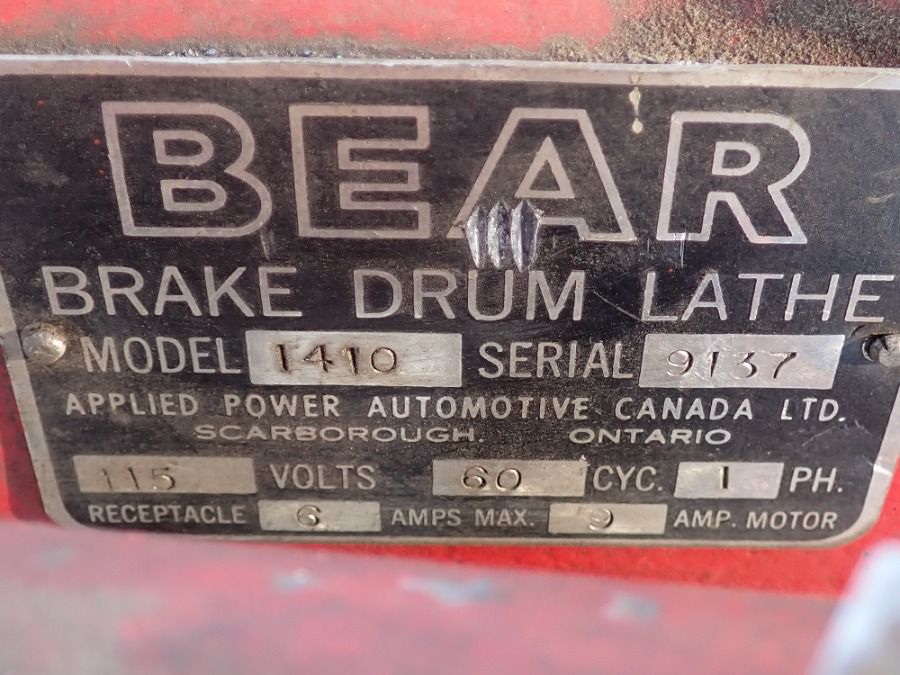 BEAR
BRAKE DRUM LATHE
MODEL 1410 SERIAL 9137
APPLIED POWER AUTOMOTIVE CANADA LTD.
SCARBOROUGH. ONTARIO
115 VOLTS 60 CYC. 1 PH.
RECEPTACLE 6 AMPS MAX. 9 AMP. MOTOR